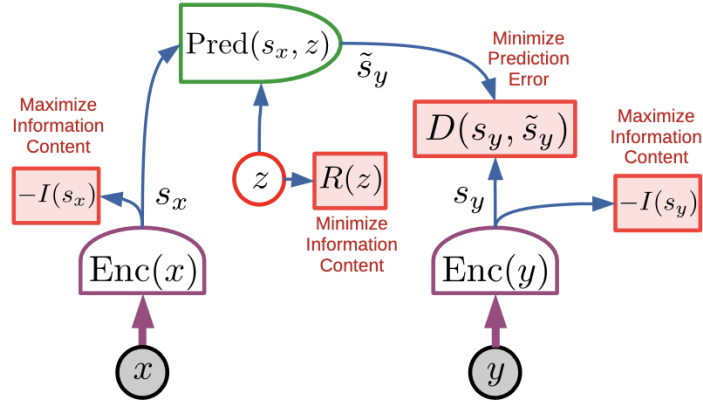 Pred(s_x, z)
s̃_y
Minimize
Prediction
Error
Maximize
Information
Content
D(s_y, s̃_y)
Maximize
Information
Content
-I(s_x)
s_x
z
R(z)
s_y
-I(s_y)
Minimize
Information
Content
Enc(x)
Enc(y)
x
y